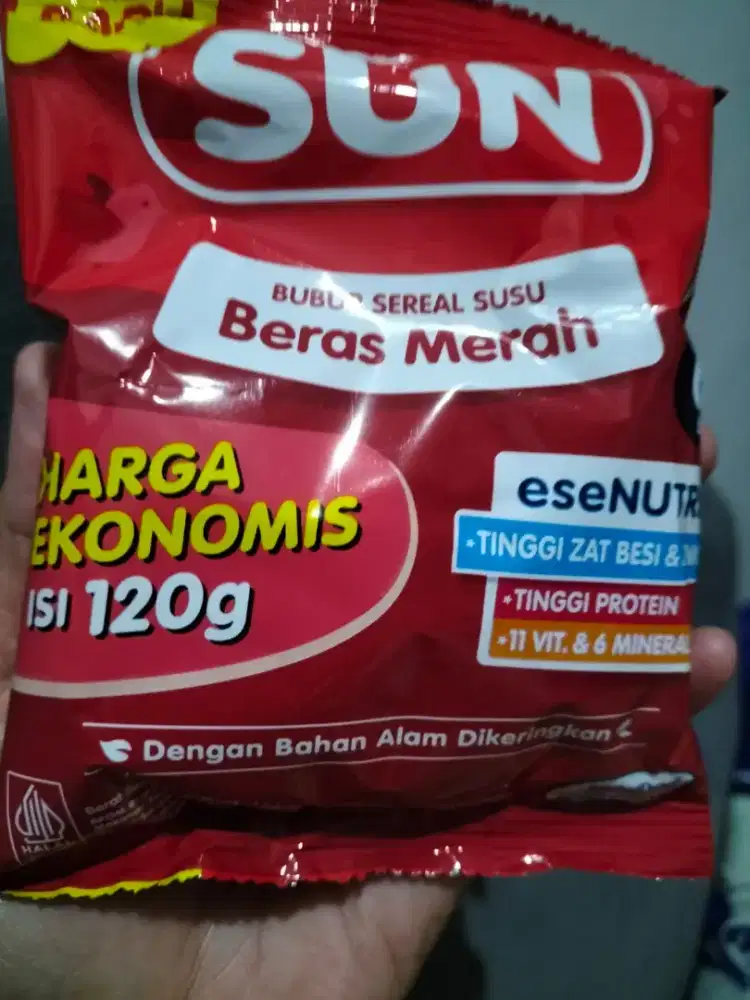 SUN
BUBUR SEREAL SUSU
Beras Merah
HARGA
EKONOMIS
ISI 120g
eseNUTR
*TINGGI ZAT BESI &
*TINGGI PROTEIN
*11 VIT. & 6 MINERAL
Dengan Bahan Alam Dikeringkan
HALAL